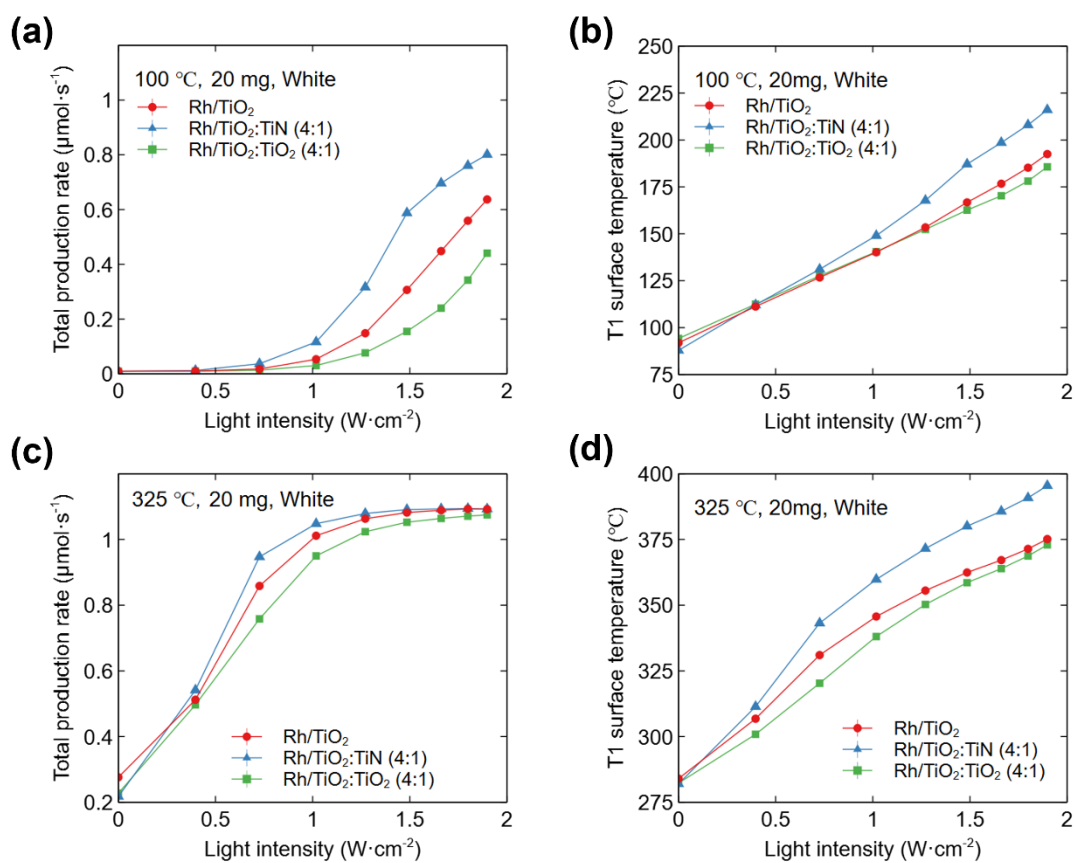 (a)
Total production rate (μmol·s⁻¹)
1
0.8
0.6
0.4
0.2
0
100 ℃, 20 mg, White
Rh/TiO₂
Rh/TiO₂:TiN (4:1)
Rh/TiO₂:TiO₂ (4:1)
0 0.5 1 1.5 2
Light intensity (W·cm⁻²)
(b)
T1 surface temperature (℃)
250
225
200
175
150
125
100
75
100 ℃, 20mg, White
Rh/TiO₂
Rh/TiO₂:TiN (4:1)
Rh/TiO₂:TiO₂ (4:1)
0 0.5 1 1.5 2
Light intensity (W·cm⁻²)
(c)
Total production rate (μmol·s⁻¹)
1
0.8
0.6
0.4
0.2
325 ℃, 20 mg, White
Rh/TiO₂
Rh/TiO₂:TiN (4:1)
Rh/TiO₂:TiO₂ (4:1)
0 0.5 1 1.5 2
Light intensity (W·cm⁻²)
(d)
T1 surface temperature (℃)
400
375
350
325
300
275
325 ℃, 20mg, White
Rh/TiO₂
Rh/TiO₂:TiN (4:1)
Rh/TiO₂:TiO₂ (4:1)
0 0.5 1 1.5 2
Light intensity (W·cm⁻²)